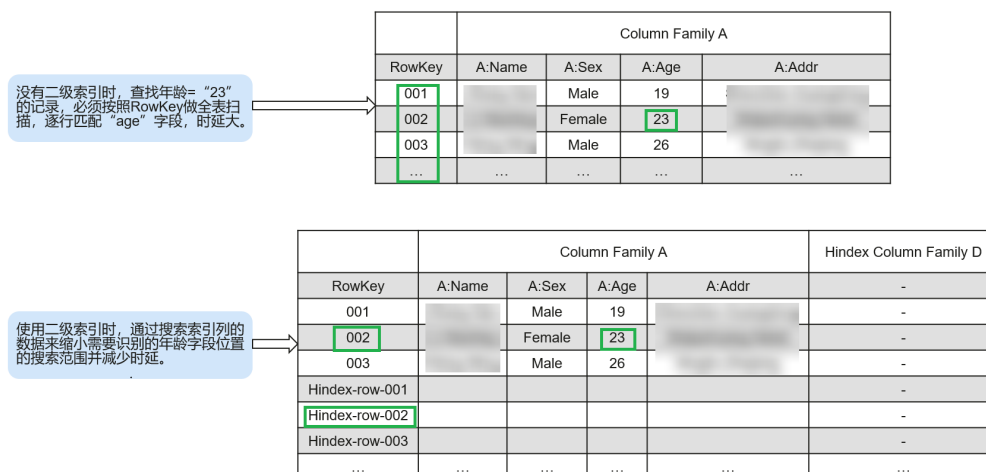 Column Family A
RowKey A:Name A:Sex A:Age A:Addr
001 Male 19
002 Female 23
003 Male 26
… … … … …
没有二级索引时，查找年龄=“23”
的记录，必须按照RowKey做全表扫
描，逐行匹配“age”字段，时延大。
Column Family A Hindex Column Family D
RowKey A:Name A:Sex A:Age A:Addr -
001 Male 19 -
002 Female 23 -
003 Male 26 -
Hindex-row-001 -
Hindex-row-002 -
Hindex-row-003 -
… … … … … …
使用二级索引时，通过搜索索引列的
数据来缩小需要识别的年龄字段位置
的搜索范围并减少时延。
.